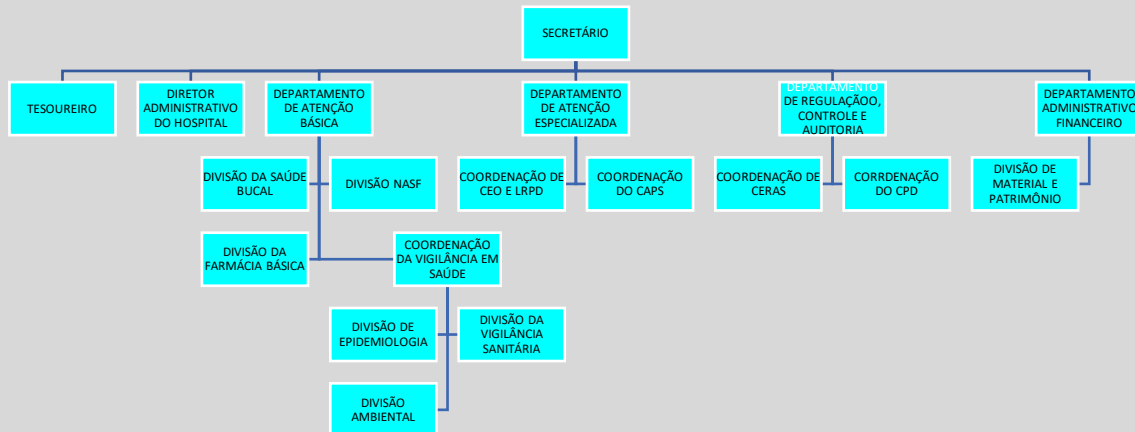 SECRETÁRIO
TESOUREIRO
DIRETOR
ADMINISTRATIVO
DO HOSPITAL
DEPARTAMENTO
DE ATENÇÃO
BÁSICA
DEPARTAMENTO
DE ATENÇÃO
ESPECIALIZADA
DEPARTAMENTO
DE REGULAÇÃOO,
CONTROLE E
AUDITORIA
DEPARTAMENTO
ADMINISTRATIVO
FINANCEIRO
DIVISÃO DA SAÚDE
BUCAL
DIVISÃO NASF
COORDENAÇÃO DE
CEO E LRPD
COORDENAÇÃO
DO CAPS
COORDENAÇÃO DE
CERAS
CORRDENAÇÃO
DO CPD
DIVISÃO DE
MATERIAL E
PATRIMÔNIO
DIVISÃO DA
FARMÁCIA BÁSICA
COORDENAÇÃO
DA VIGILÂNCIA EM
SAÚDE
DIVISÃO DE
EPIDEMIOLOGIA
DIVISÃO DA
VIGILÂNCIA
SANITÁRIA
DIVISÃO
AMBIENTAL